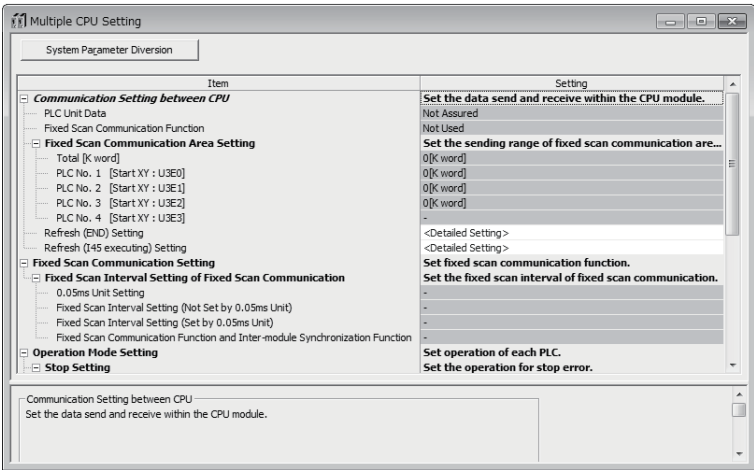 Multiple CPU Setting
System Parameter Diversion
Item Setting
Communication Setting between CPU Set the data send and receive within the CPU module.
PLC Unit Data Not Assured
Fixed Scan Communication Function Not Used
Fixed Scan Communication Area Setting Set the sending range of fixed scan communication are...
Total [K word] 0[K word]
PLC No. 1 [Start XY : U3E0] 0[K word]
PLC No. 2 [Start XY : U3E1] 0[K word]
PLC No. 3 [Start XY : U3E2] 0[K word]
PLC No. 4 [Start XY : U3E3] -
Refresh (END) Setting <Detailed Setting>
Refresh (I45 executing) Setting <Detailed Setting>
Fixed Scan Communication Setting Set fixed scan communication function.
Fixed Scan Interval Setting of Fixed Scan Communication Set the fixed scan interval of fixed scan communication.
0.05ms Unit Setting -
Fixed Scan Interval Setting (Not Set by 0.05ms Unit) -
Fixed Scan Interval Setting (Set by 0.05ms Unit) -
Fixed Scan Communication Function and Inter-module Synchronization Function -
Operation Mode Setting Set operation of each PLC.
Stop Setting Set the operation for stop error.
Communication Setting between CPU
Set the data send and receive within the CPU module.